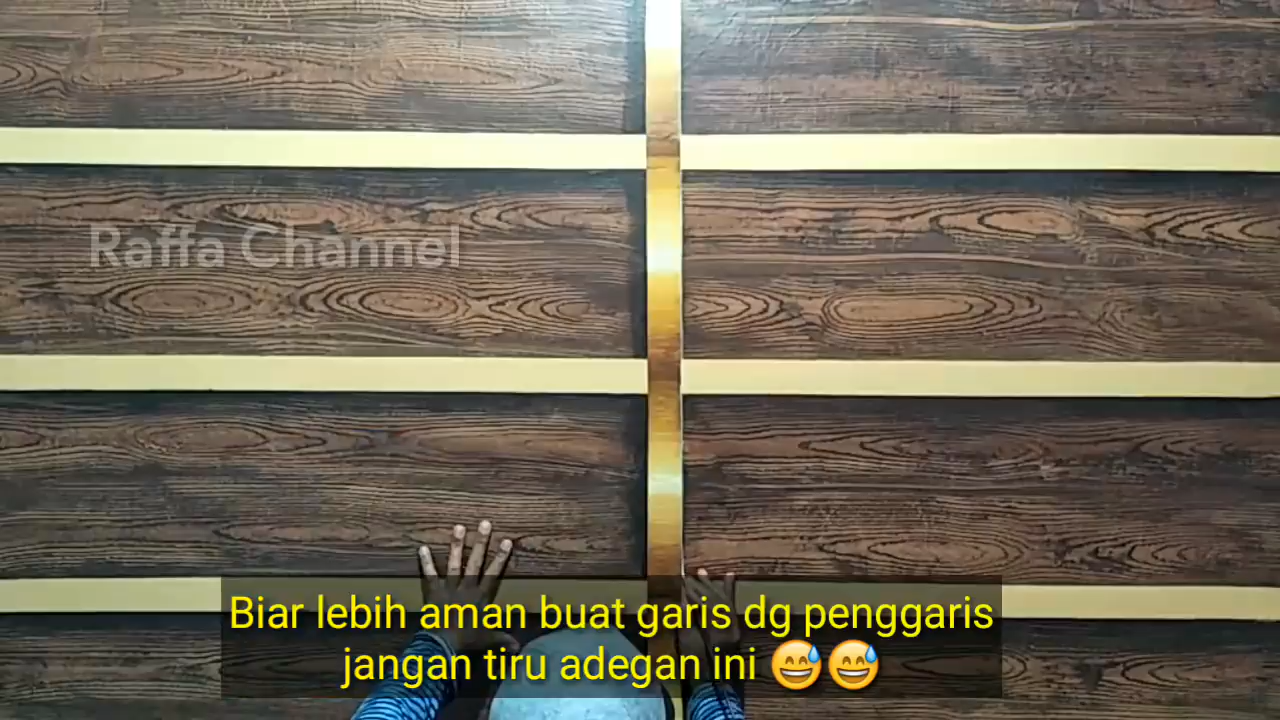 Raffa Channel
Biar lebih aman buat garis dg penggaris
jangan tiru adegan ini 😅😅